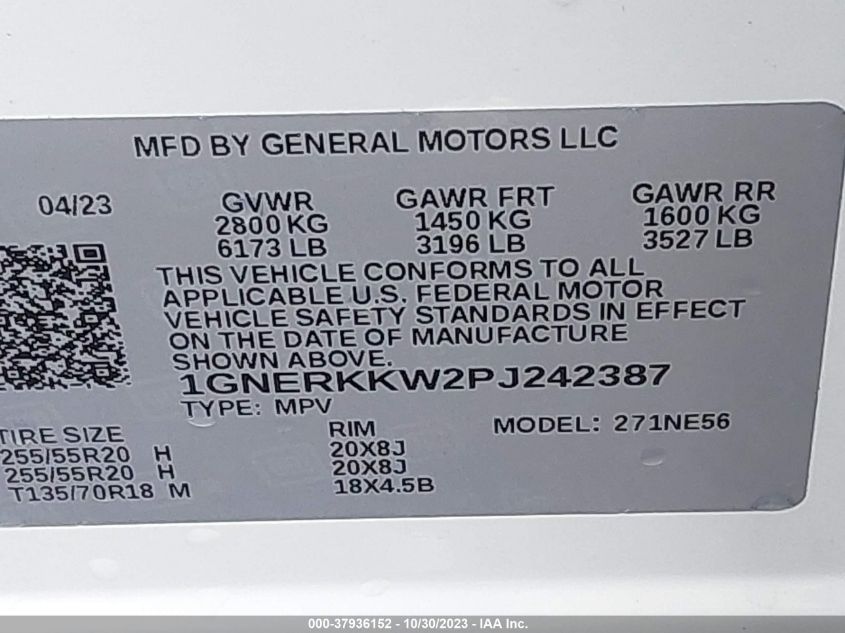 MFD BY GENERAL MOTORS LLC
04/23 GVWR GAWR FRT GAWR RR
2800 KG 1450 KG 1600 KG
6173 LB 3196 LB 3527 LB
THIS VEHICLE CONFORMS TO ALL
APPLICABLE U.S. FEDERAL MOTOR
VEHICLE SAFETY STANDARDS IN EFFECT
ON THE DATE OF MANUFACTURE
SHOWN ABOVE.
1GNERKKW2PJ242387
TYPE: MPV
TIRE SIZE RIM MODEL: 271NE56
255/55R20 H 20X8J
255/55R20 H 20X8J
T135/70R18 M 18X4.5B
000-37936152 - 10/30/2023 - IAA Inc.